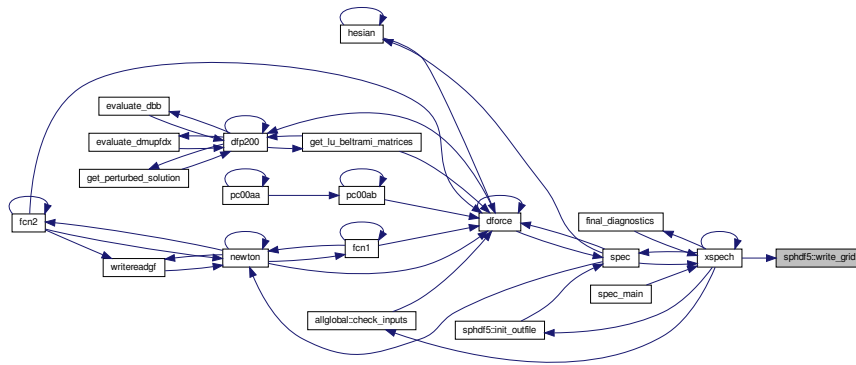 hesian
evaluate_dbb
evaluate_dmupfdx
dfp200
get_lu_beltrami_matrices
get_perturbed_solution
pc00aa
pc00ab
fcn2
dforce
final_diagnostics
fcn1
newton
writereadgf
spec
xspech
sphdf5::write_grid
spec_main
allglobal::check_inputs
sphdf5::init_outfile